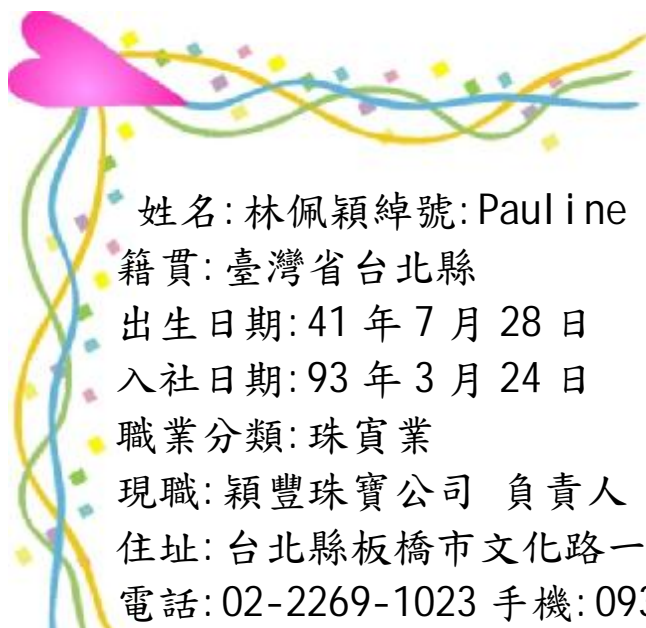 姓名:林佩穎綽號:Pauline
籍貫:臺灣省台北縣
出生日期:41 年 7 月 28 日
入社日期:93 年 3 月 24 日
職業分類:珠寊業
現職:穎豐珠寶公司 負責人
住址:台北縣板橋市文化路一
電話:02-2269-1023 手機:093